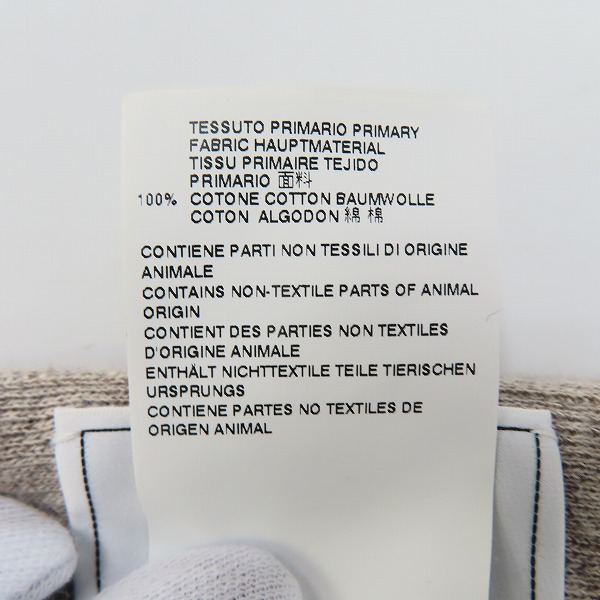 TESSUTO PRIMARIO PRIMARY
FABRIC HAUPTMATERIAL
TISSU PRIMAIRE TEJIDO
PRIMARIO 面料
100% COTONE COTTON BAUMWOLLE
COTON ALGODON 綿 棉
CONTIENE PARTI NON TESSILI DI ORIGINE
ANIMALE
CONTAINS NON-TEXTILE PARTS OF ANIMAL
ORIGIN
CONTIENT DES PARTIES NON TEXTILES
D'ORIGINE ANIMALE
ENTHÄLT NICHTTEXTILE TEILE TIERISCHEN
URSPRUNGS
CONTIENE PARTES NO TEXTILES DE
ORIGEN ANIMAL